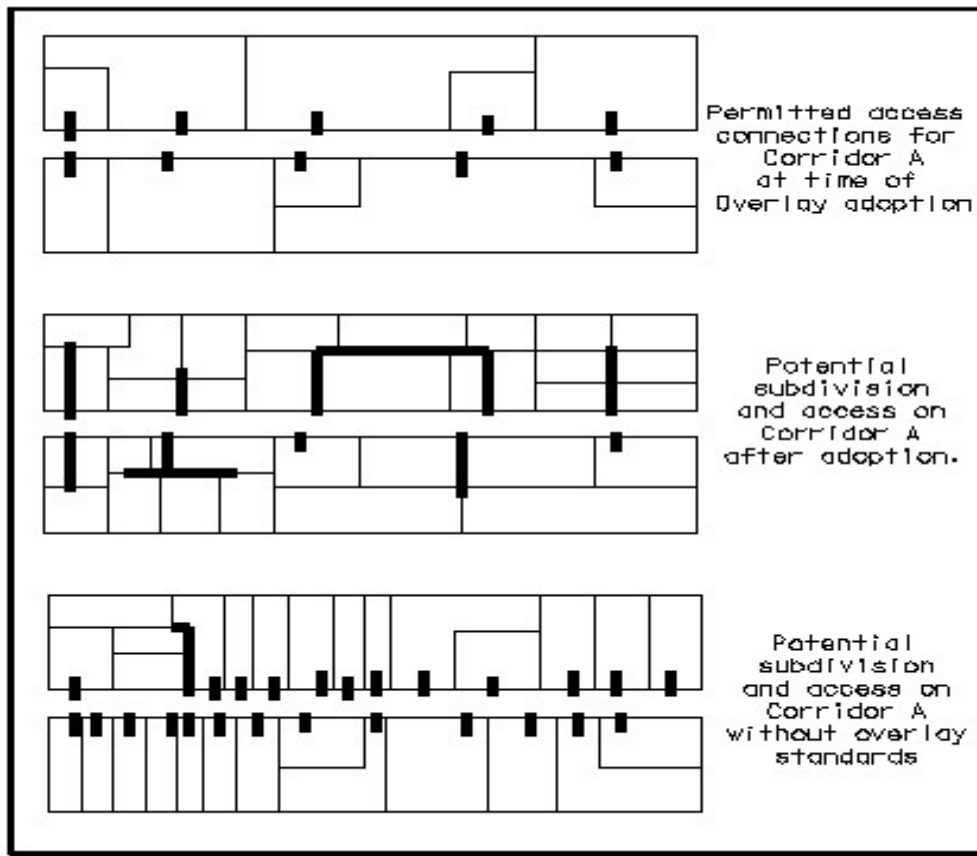 Permitted access
connections for
Corridor A
at time of
Overlay adoption
Potential
subdivision
and access on
Corridor A
after adoption.
Potential
subdivision
and access on
Corridor A
without overlay
standards